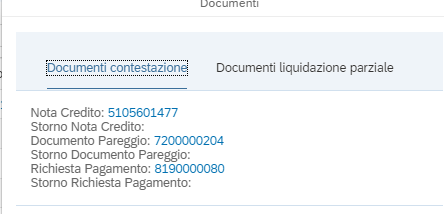 Documenti
Documenti contestazione
Documenti liquidazione parziale
Nota Credito: 5105601477
Storno Nota Credito:
Documento Pareggio: 7200000204
Storno Documento Pareggio:
Richiesta Pagamento: 8190000080
Storno Richiesta Pagamento: